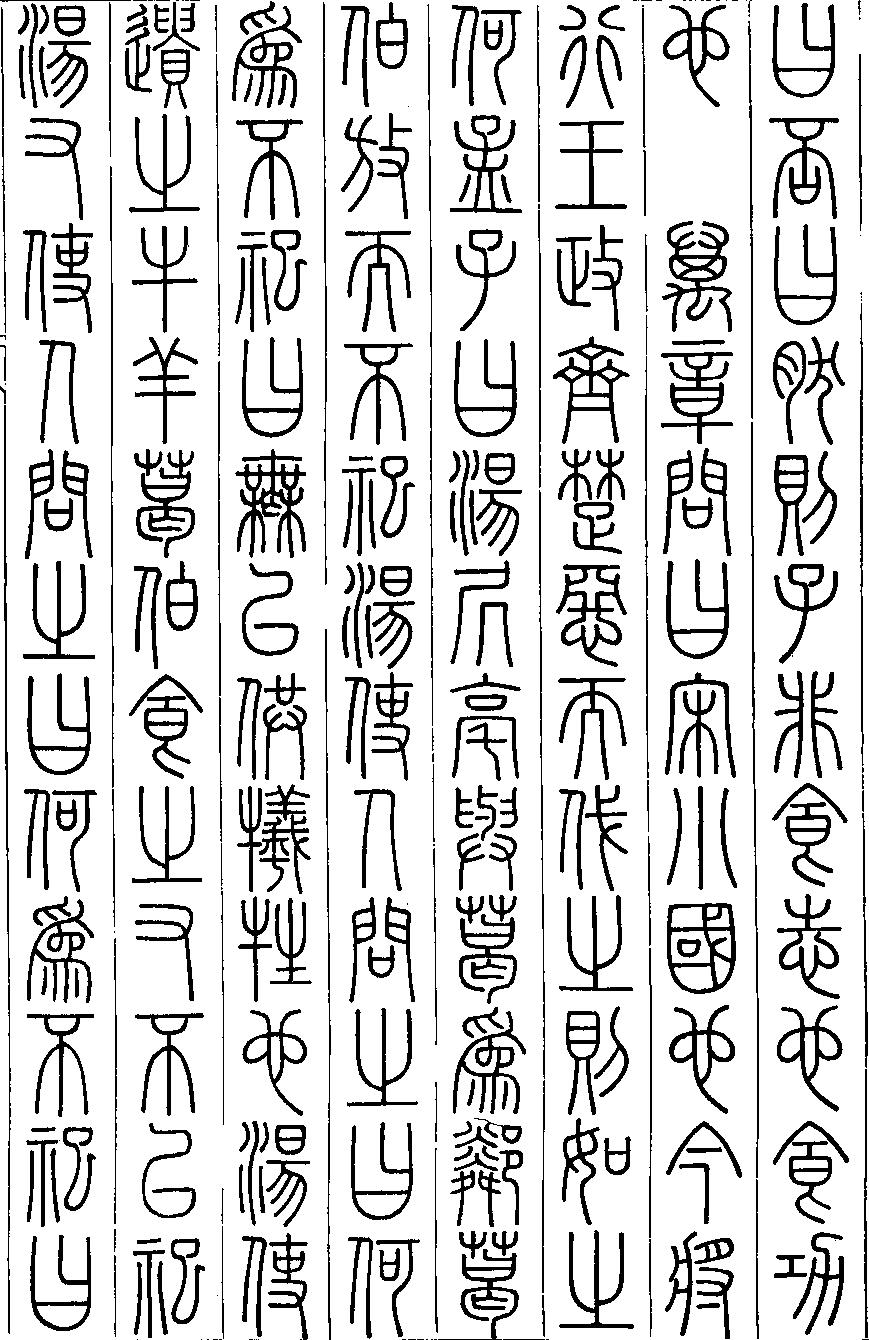 曰否曰然則子非食志也食功
也　萬章問曰宋小國也今將
行王政齊楚惡而伐之則如之
何孟子曰湯居亳與葛爲鄰葛
伯放而不祀湯使人問之曰何
爲不祀曰無以供犧牲也湯使
遺之牛羊葛伯食之又不以祀
湯又使人問之曰何爲不祀曰